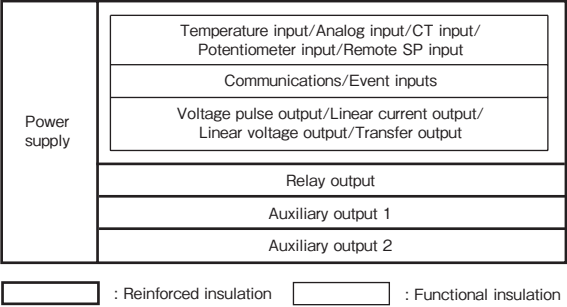 Temperature input/Analog input/CT input/
Potentiometer input/Remote SP input
Communications/Event inputs
Voltage pulse output/Linear current output/
Linear voltage output/Transfer output
Power
supply
Relay output
Auxiliary output 1
Auxiliary output 2
: Reinforced insulation
: Functional insulation